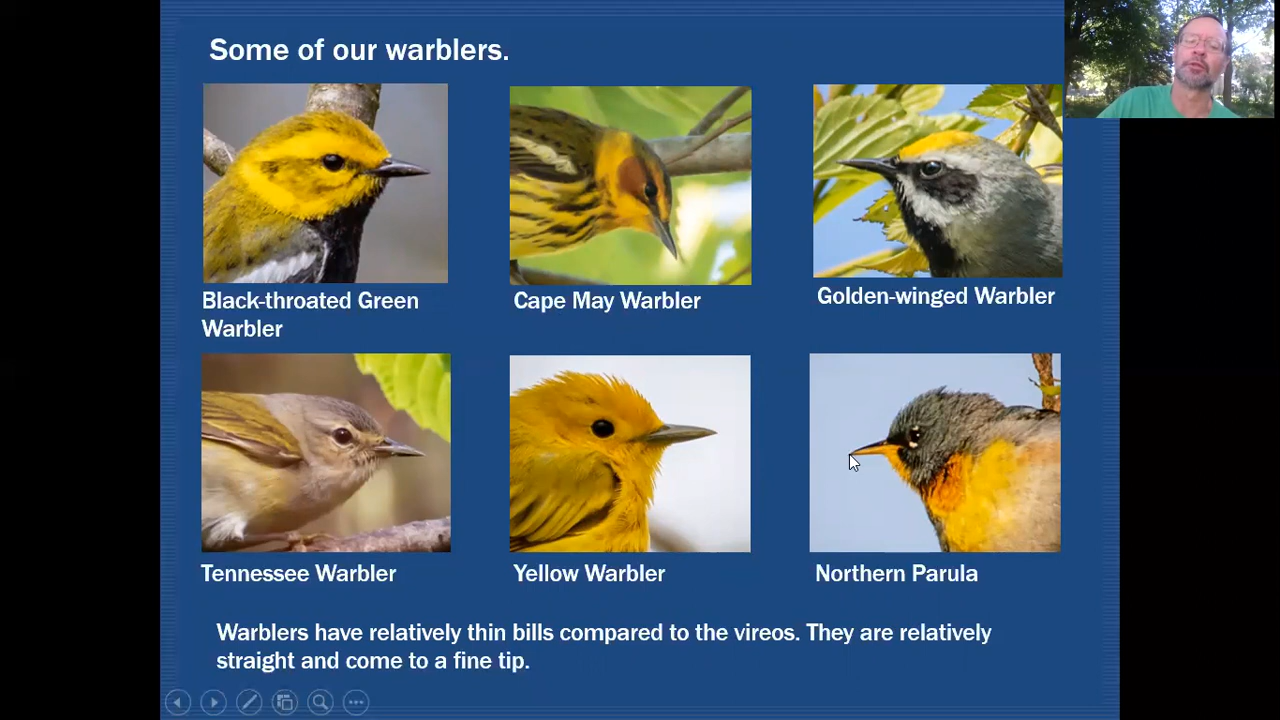 Some of our warblers.
Black-throated Green
Warbler
Cape May Warbler
Golden-winged Warbler
Tennessee Warbler
Yellow Warbler
Northern Parula
Warblers have relatively thin bills compared to the vireos. They are relatively
straight and come to a fine tip.